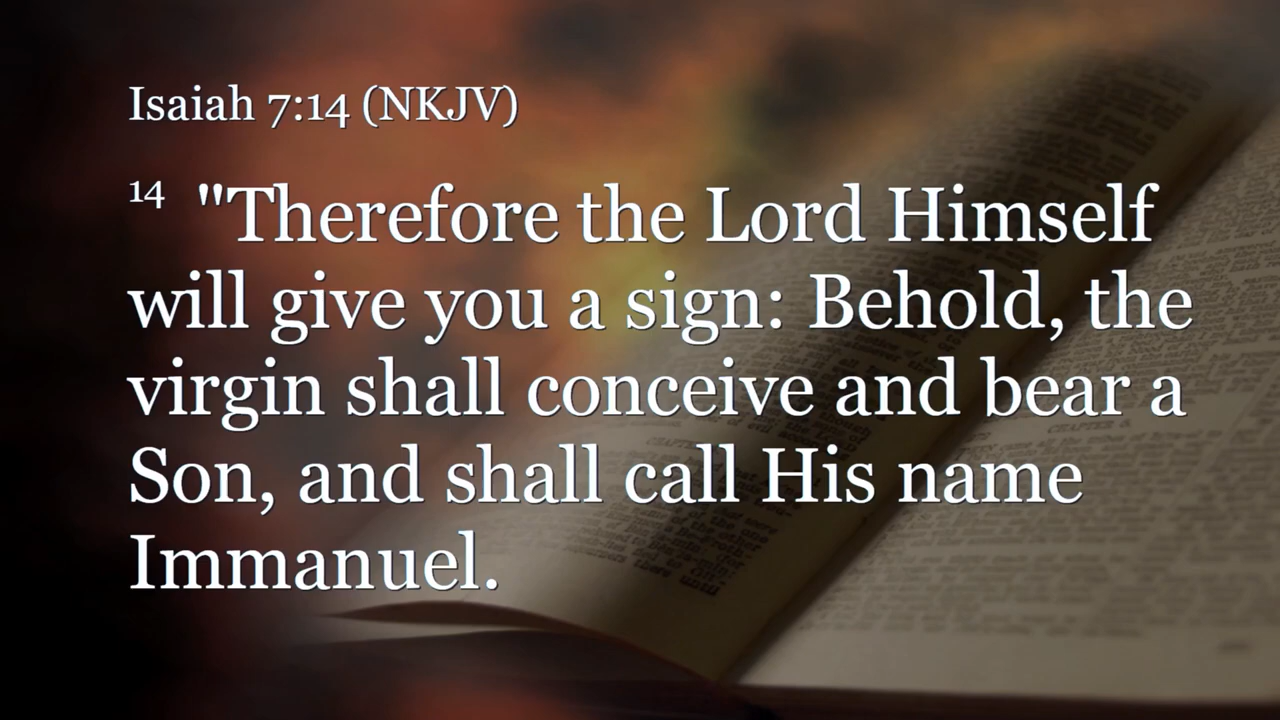 Isaiah 7:14 (NKJV)
14 "Therefore the Lord Himself
will give you a sign: Behold, the
virgin shall conceive and bear a
Son, and shall call His name
Immanuel.